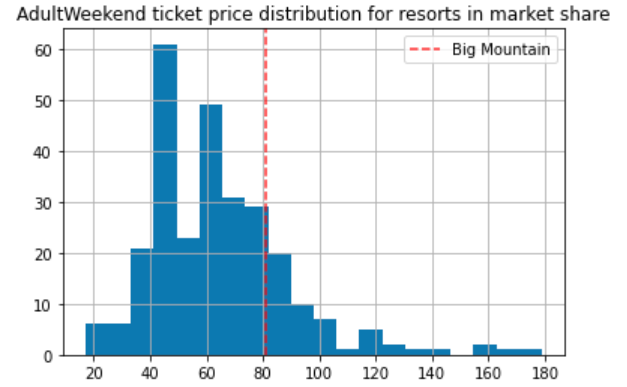 AdultWeekend ticket price distribution for resorts in market share
Big Mountain
60
50
40
30
20
10
0
20 40 60 80 100 120 140 160 180